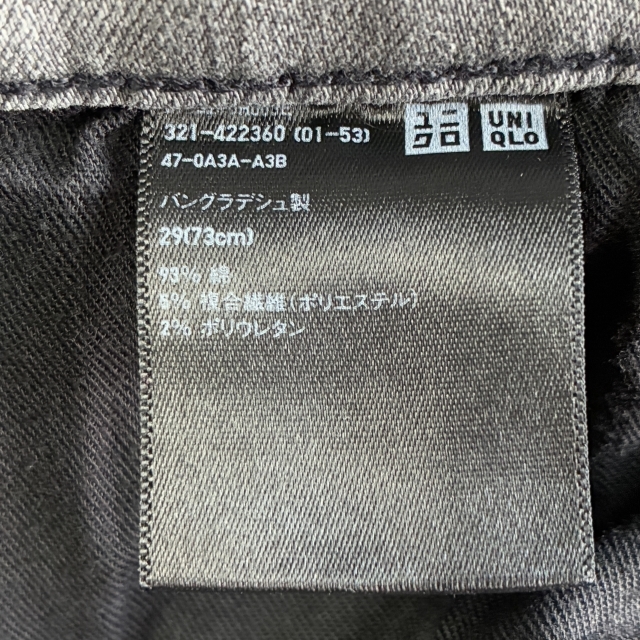 321-422360 (01-53)
47-0A3A-A3B
ユニ
クロ
UNI
QLO
バングラデシュ製
29(73cm)
93% 綿
5% 複合繊維(ポリエステル)
2% ポリウレタン